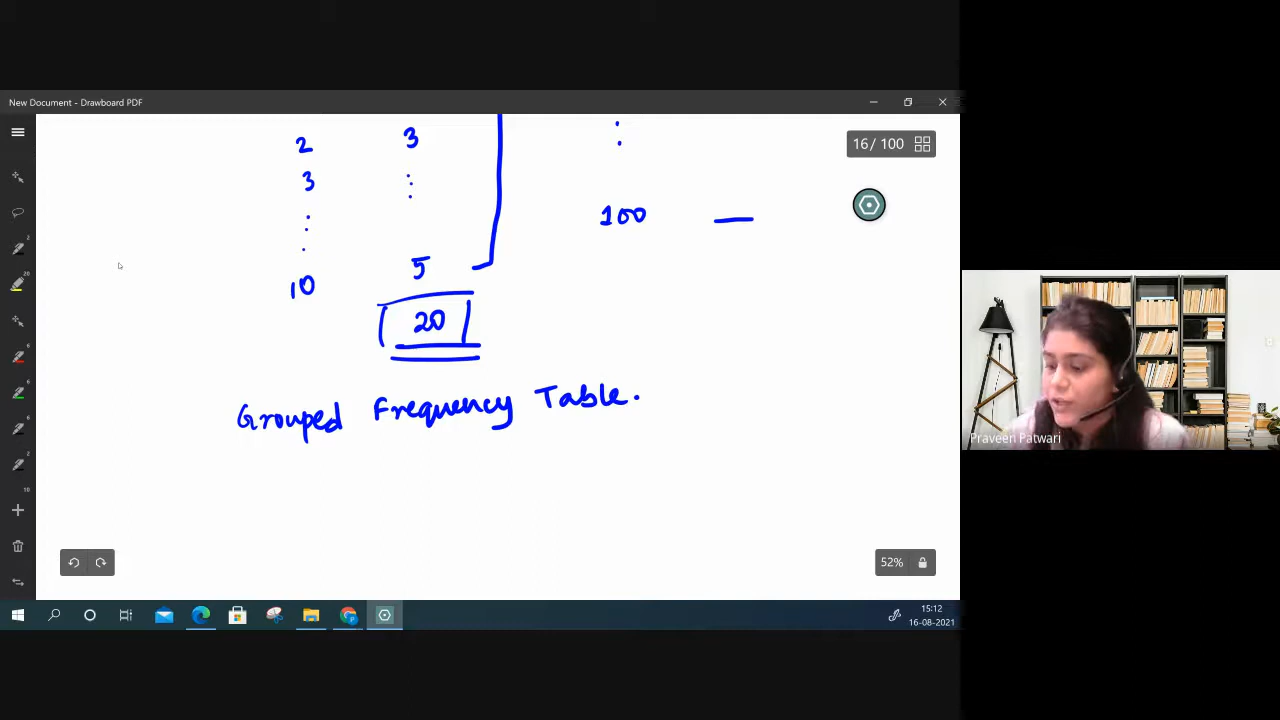 New Document - Drawboard PDF
16 / 100
2 3
3 :
:
100 —
5
10
20
Grouped Frequency Table.
Praveen Patwari
52%
15:12
16-08-2021